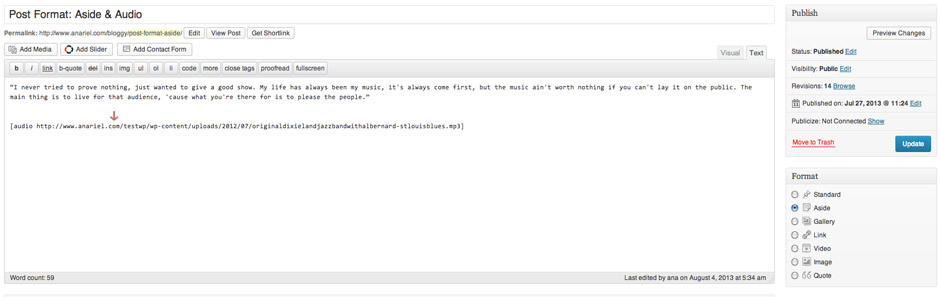 Post Format: Aside & Audio
Permalink: http://www.anariel.com/bloggy/post-format-aside/ Edit View Post Get Shortlink
Add Media Add Slider Add Contact Form
Visual Text
b i link b-quote del ins img ul ol li code more close tags proofread fullscreen
"I never tried to prove nothing, just wanted to give a good show. My life has always been my music, it's always come first, but the music ain't worth nothing if you can't lay it on the public. The
main thing is to live for that audience, 'cause what you're there for is to please the people."
[audio http://www.anariel.com/testwp/wp-content/uploads/2012/07/originaldixielandjazzbandwithalbernard-stlouisblues.mp3]
Word count: 59 Last edited by ana on August 4, 2013 at 5:34 am
Publish
Preview Changes
Status: Published Edit
Visibility: Public Edit
Revisions: 14 Browse
Published on: Jul 27, 2013 @ 11:24 Edit
Publicize: Not Connected Show
Move to Trash Update
Format
Standard
Aside
Gallery
Link
Video
Image
Quote